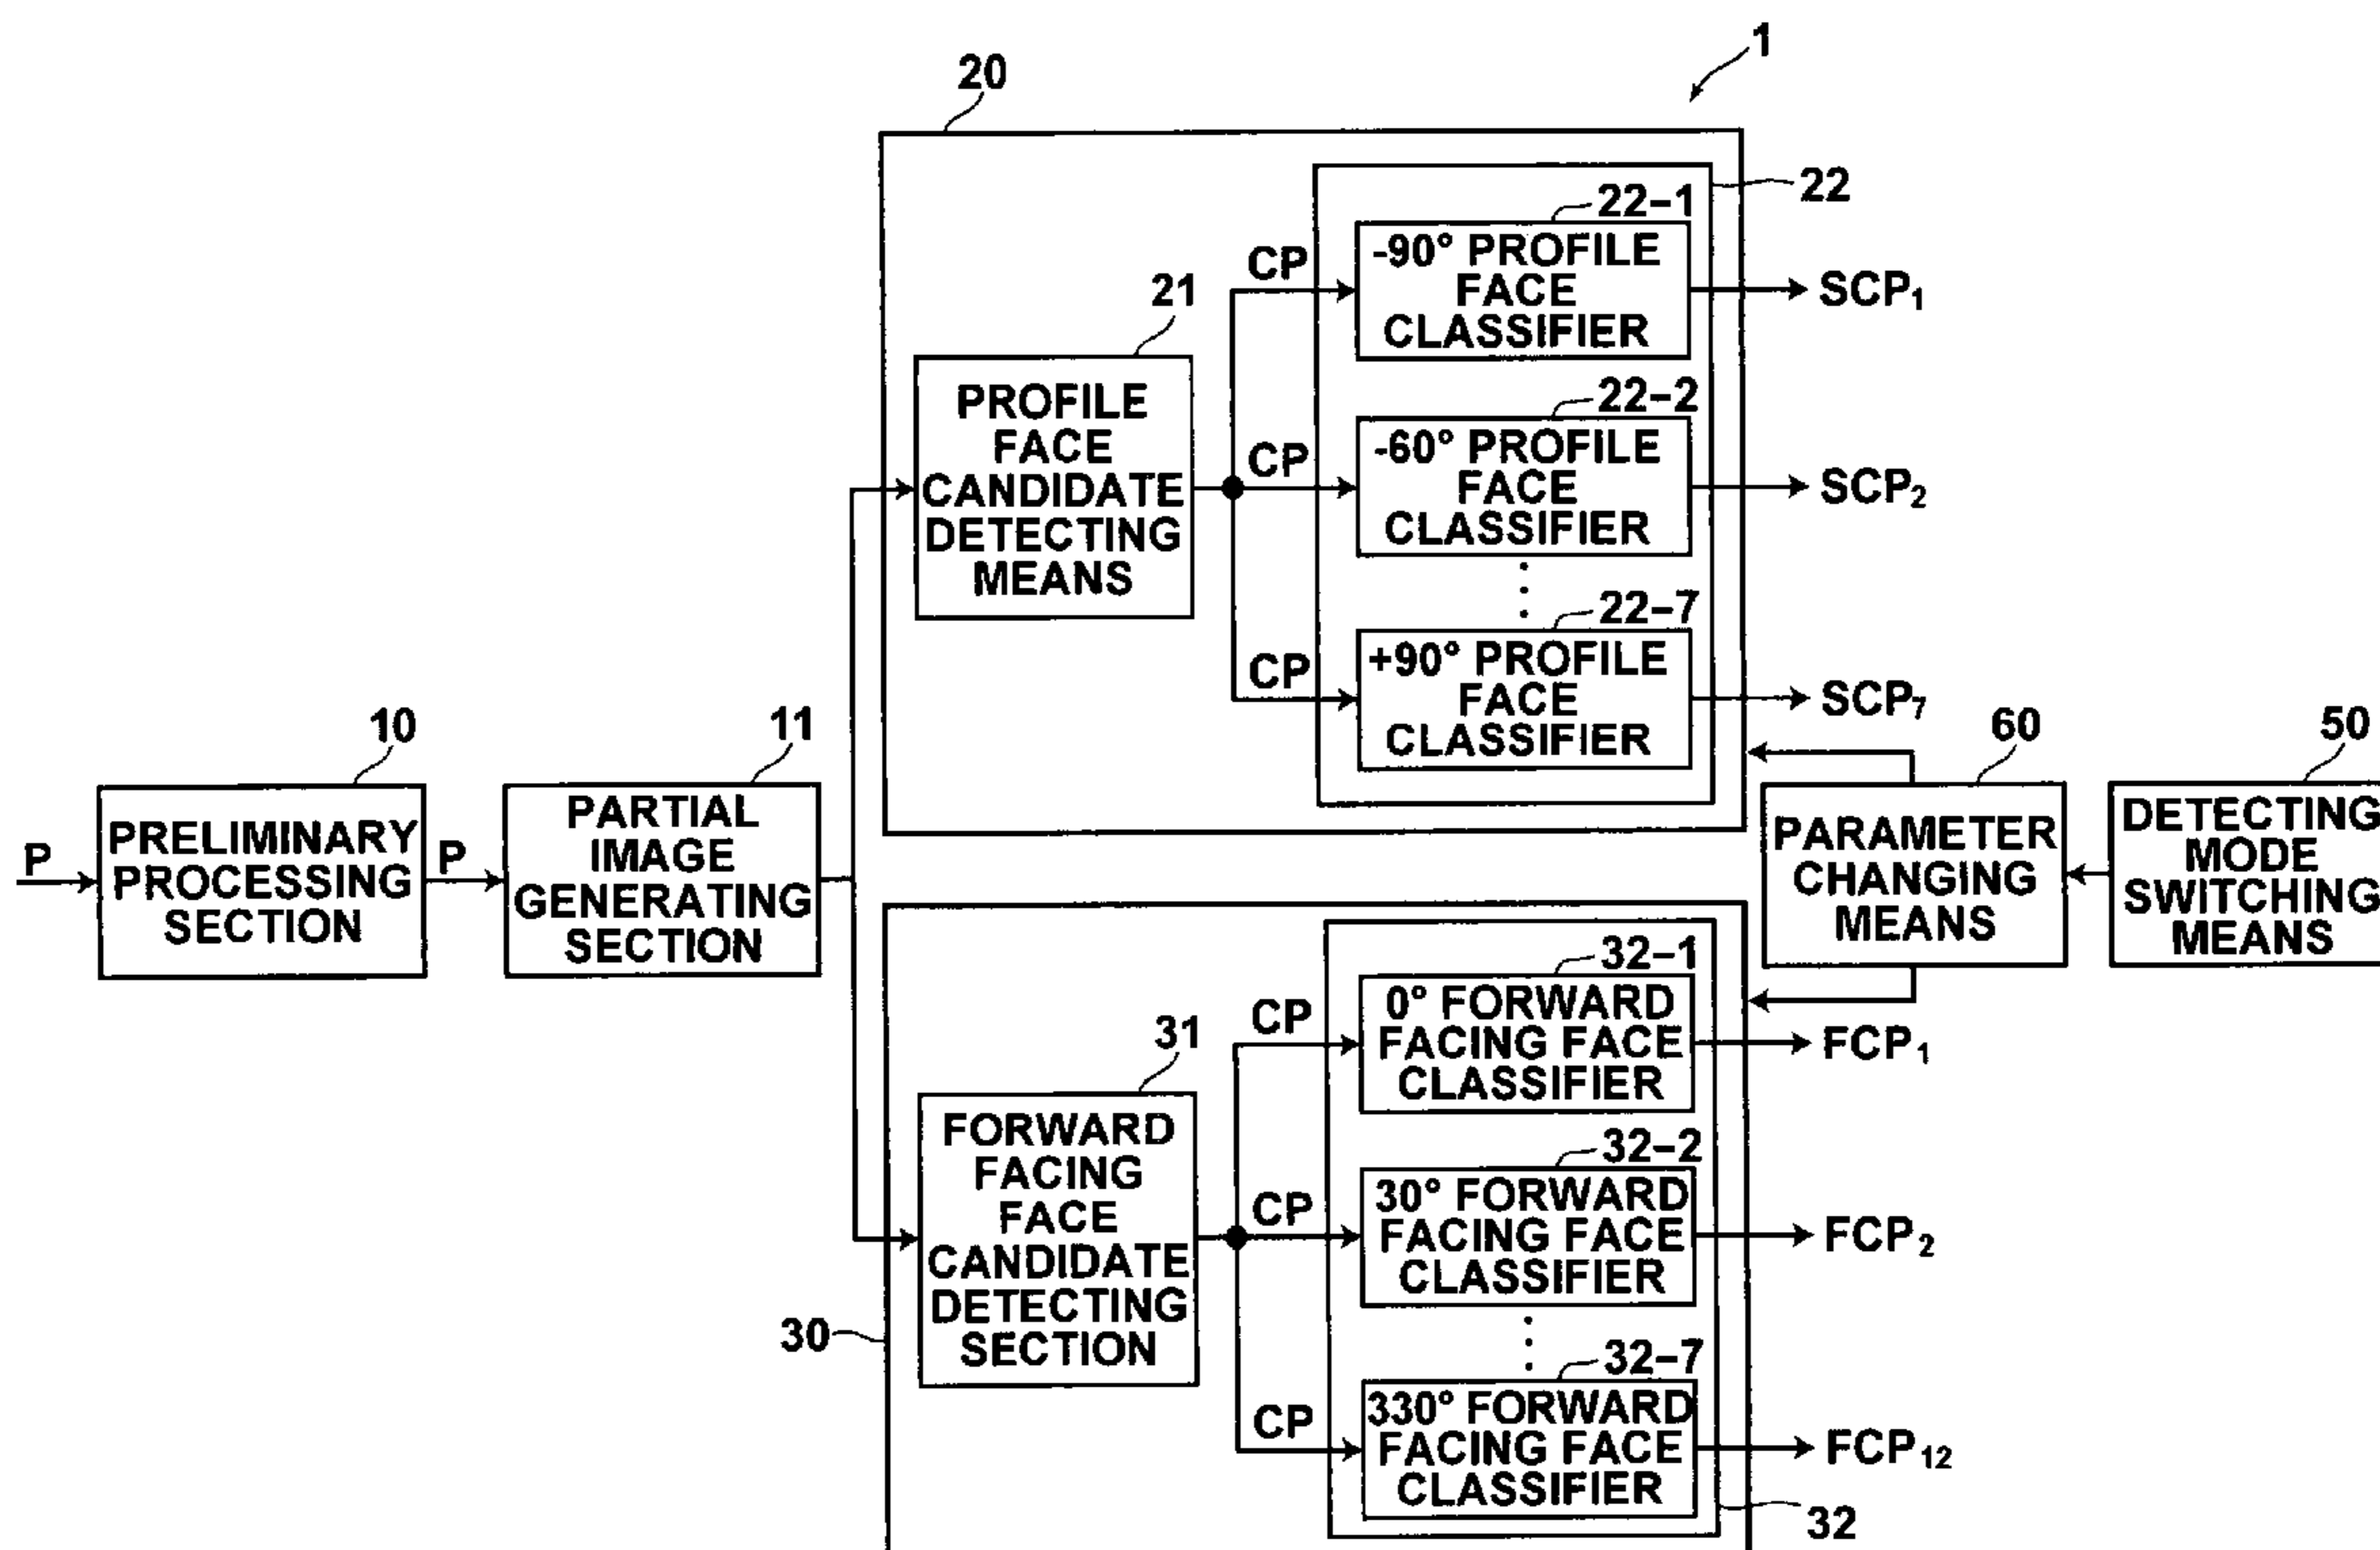 1
20
22
22-1
-90° PROFILE
FACE
CLASSIFIER
CP
SCP1
21
PROFILE
FACE
CANDIDATE
DETECTING
MEANS
22-2
-60° PROFILE
FACE
CLASSIFIER
CP
SCP2
22-7
+90° PROFILE
FACE
CLASSIFIER
CP
SCP7
10
P
PRELIMINARY
PROCESSING
SECTION
P
11
PARTIAL
IMAGE
GENERATING
SECTION
60
PARAMETER
CHANGING
MEANS
50
DETECTING
MODE
SWITCHING
MEANS
30
31
FORWARD
FACING
FACE
CANDIDATE
DETECTING
SECTION
32-1
CP
0° FORWARD
FACING FACE
CLASSIFIER
FCP1
32-2
CP
30° FORWARD
FACING FACE
CLASSIFIER
FCP2
32-7
CP
330° FORWARD
FACING FACE
CLASSIFIER
FCP12
32